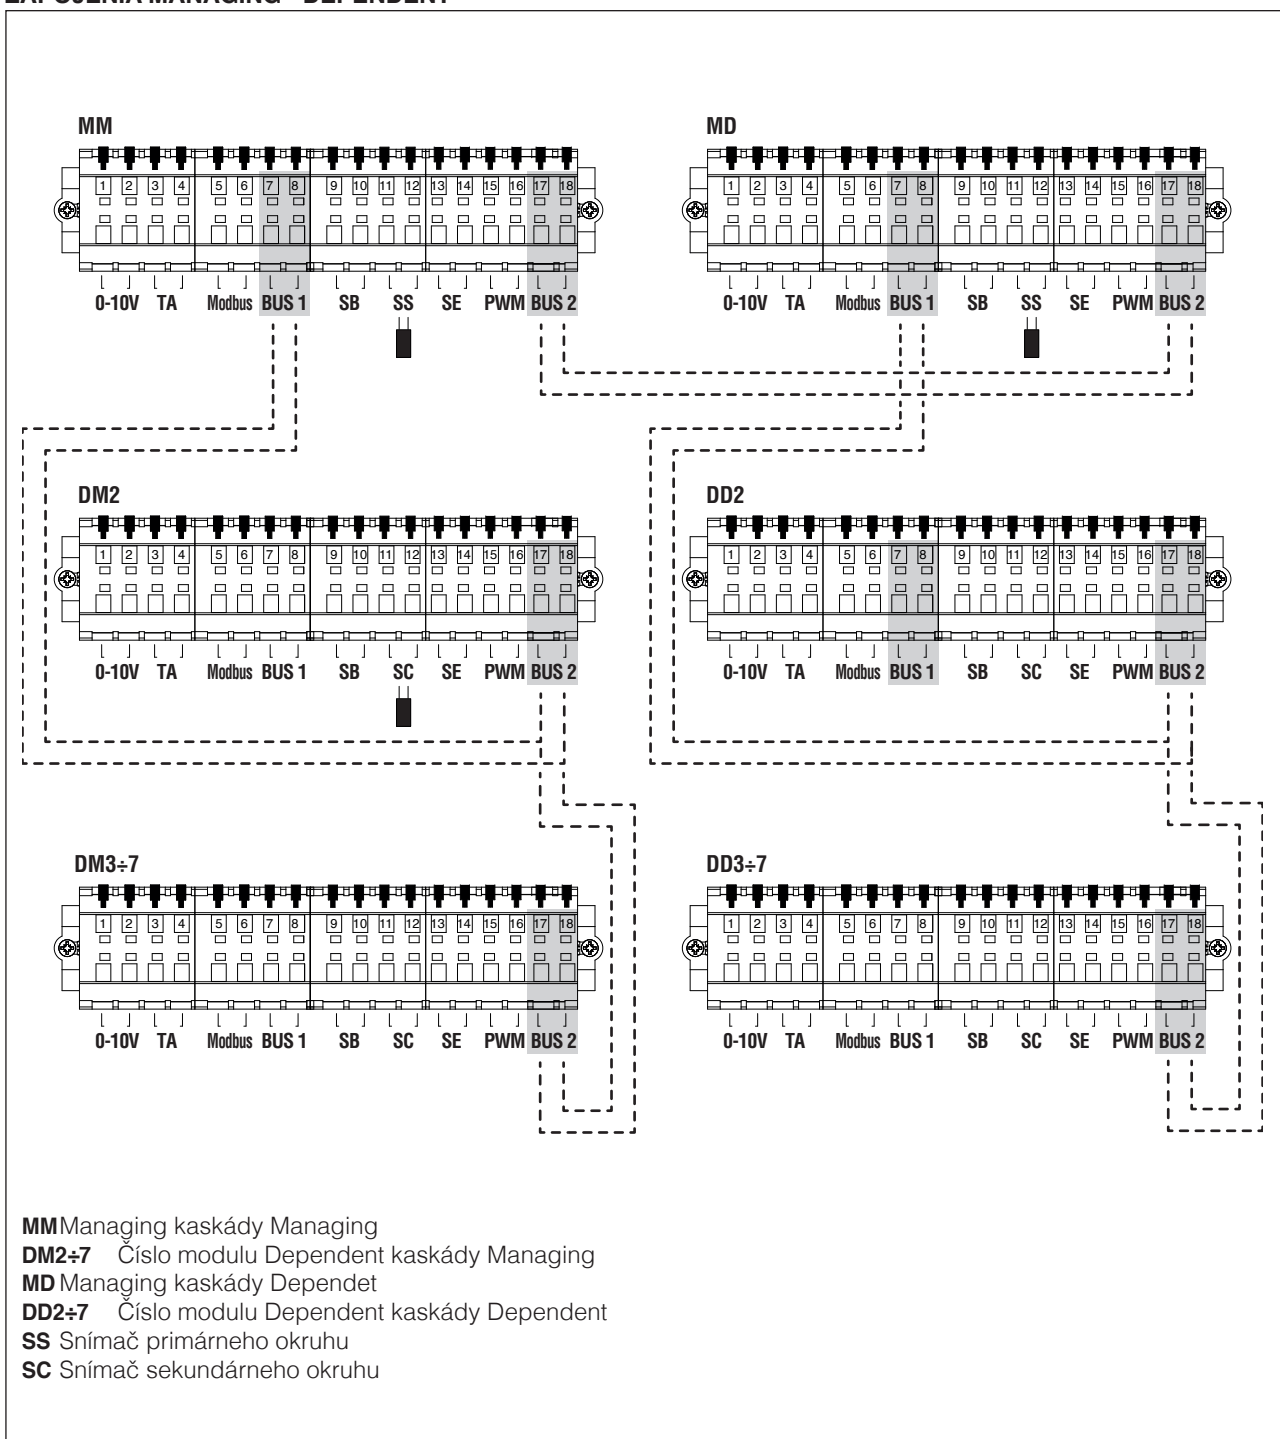 ZAPOJENIA MANAGING - DEPENDENT
MM
MD
1 2 3 4 5 6 7 8 9 10 11 12 13 14 15 16 17 18
1 2 3 4 5 6 7 8 9 10 11 12 13 14 15 16 17 18
0-10V TA Modbus BUS 1 SB SS SE PWM BUS 2
0-10V TA Modbus BUS 1 SB SS SE PWM BUS 2
DM2
DD2
1 2 3 4 5 6 7 8 9 10 11 12 13 14 15 16 17 18
1 2 3 4 5 6 7 8 9 10 11 12 13 14 15 16 17 18
0-10V TA Modbus BUS 1 SB SC SE PWM BUS 2
0-10V TA Modbus BUS 1 SB SC SE PWM BUS 2
DM3÷7
DD3÷7
1 2 3 4 5 6 7 8 9 10 11 12 13 14 15 16 17 18
1 2 3 4 5 6 7 8 9 10 11 12 13 14 15 16 17 18
0-10V TA Modbus BUS 1 SB SC SE PWM BUS 2
0-10V TA Modbus BUS 1 SB SC SE PWM BUS 2
MM Managing kaskády Managing
DM2÷7 Číslo modulu Dependent kaskády Managing
MD Managing kaskády Dependet
DD2÷7 Číslo modulu Dependent kaskády Dependent
SS Snímač primárneho okruhu
SC Snímač sekundárneho okruhu